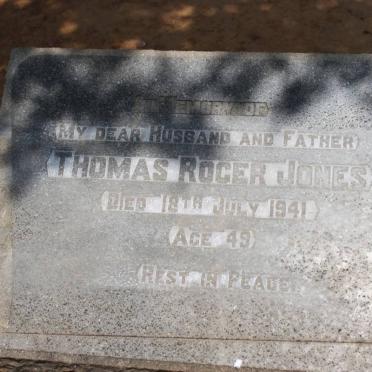 In Memory of
My dear Husband and Father
Thomas Roger Jones
Died 18th July 1941
Age 49
Rest in Peace